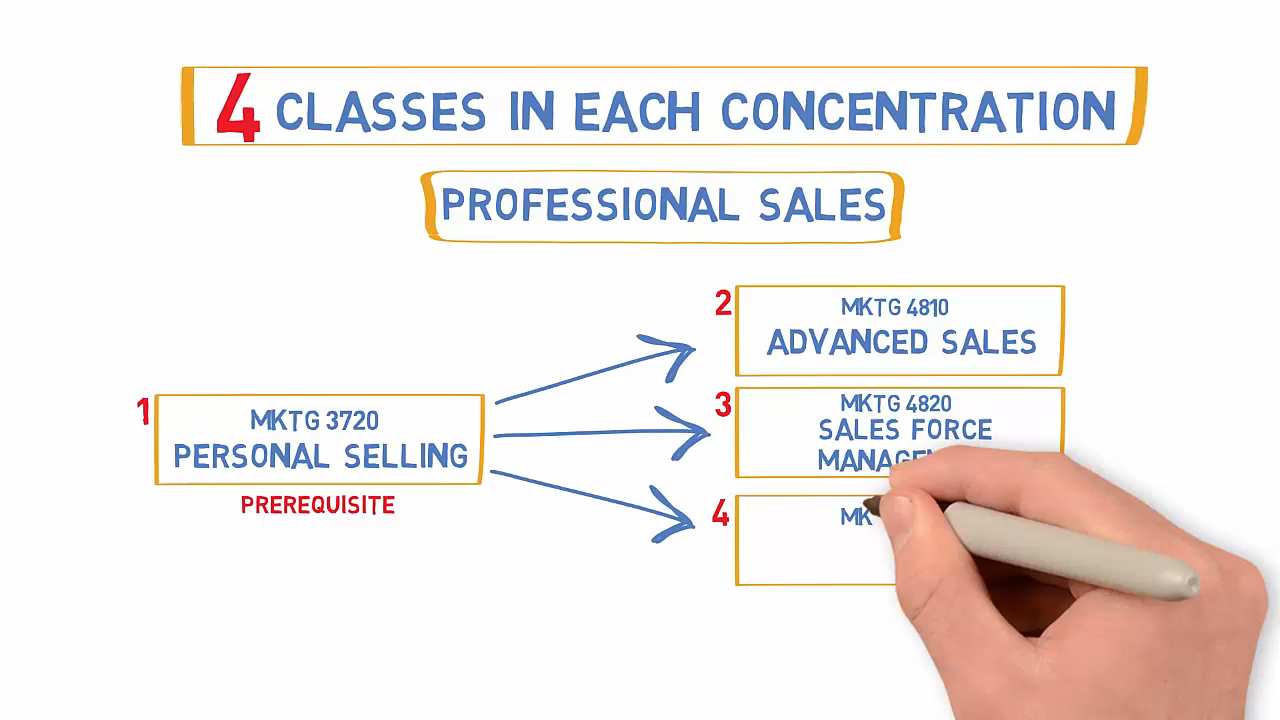 4 CLASSES IN EACH CONCENTRATION
PROFESSIONAL SALES
1
MKTG 3720
PERSONAL SELLING
PREREQUISITE
2
MKTG 4810
ADVANCED SALES
3
MKTG 4820
SALES FORCE
4